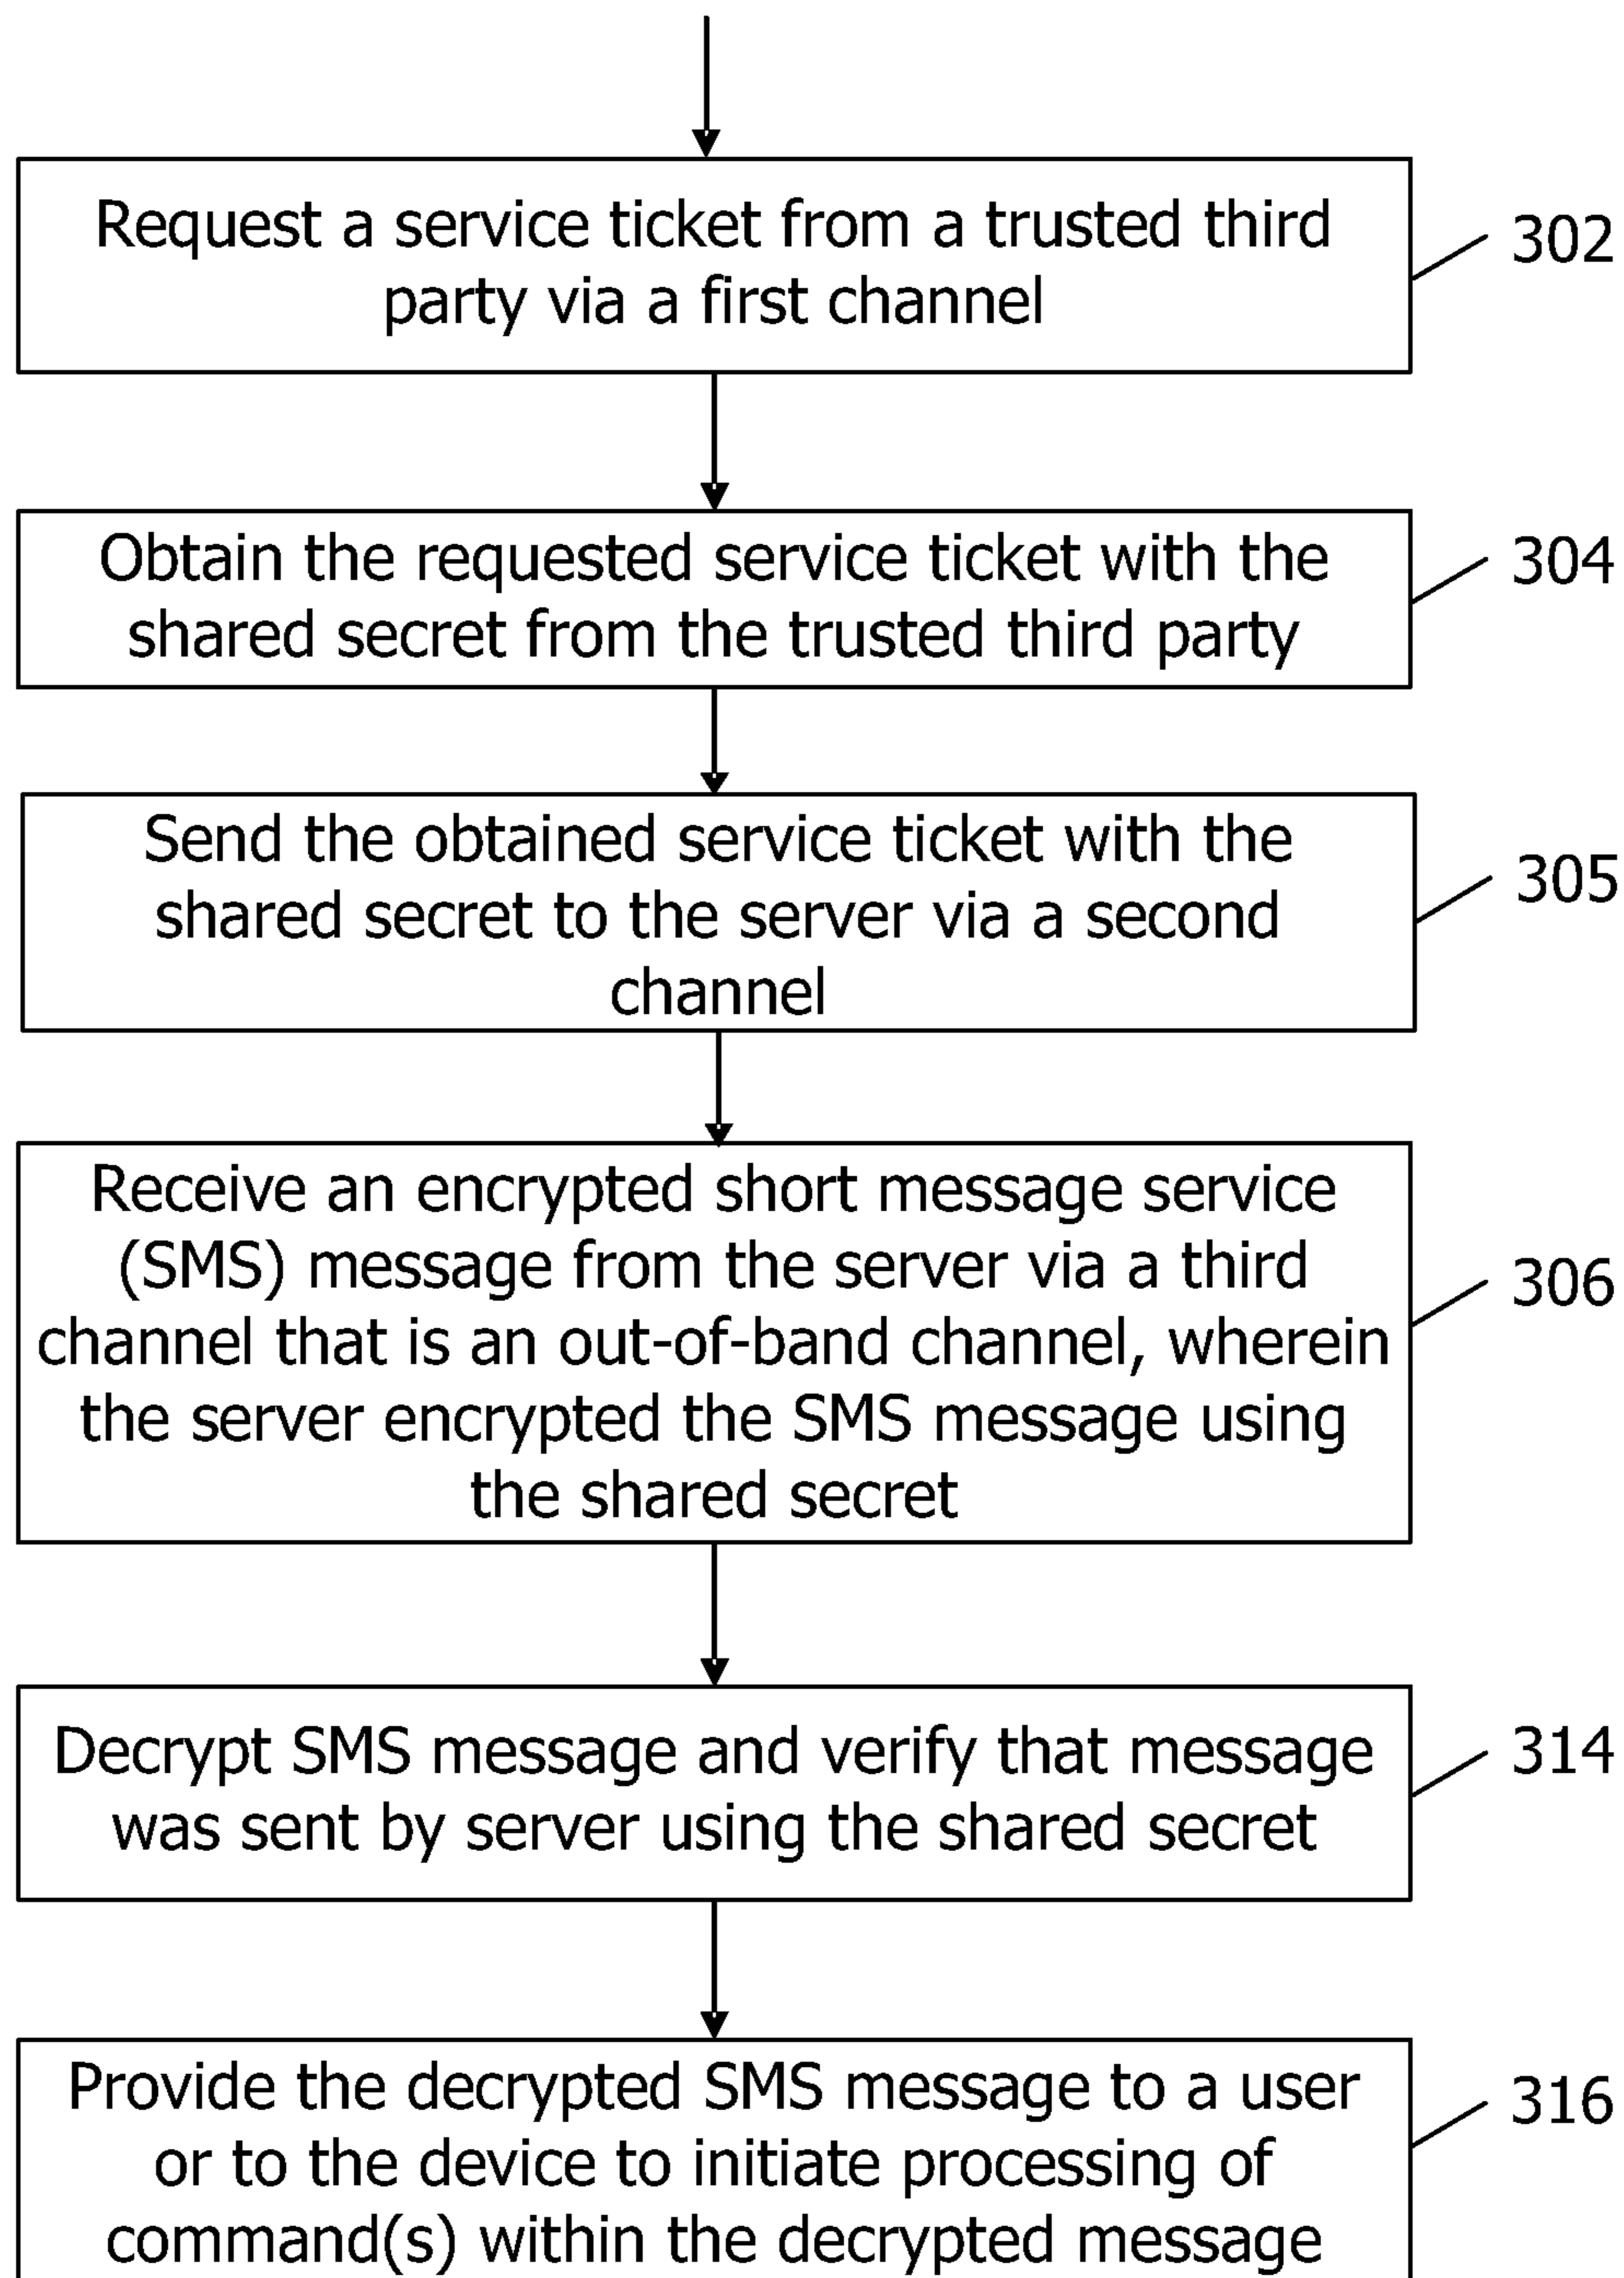 Request a service ticket from a trusted third
party via a first channel
302
Obtain the requested service ticket with the
shared secret from the trusted third party
304
Send the obtained service ticket with the
shared secret to the server via a second
channel
305
Receive an encrypted short message service
(SMS) message from the server via a third
channel that is an out-of-band channel, wherein
the server encrypted the SMS message using
the shared secret
306
Decrypt SMS message and verify that message
was sent by server using the shared secret
314
Provide the decrypted SMS message to a user
or to the device to initiate processing of
command(s) within the decrypted message
316